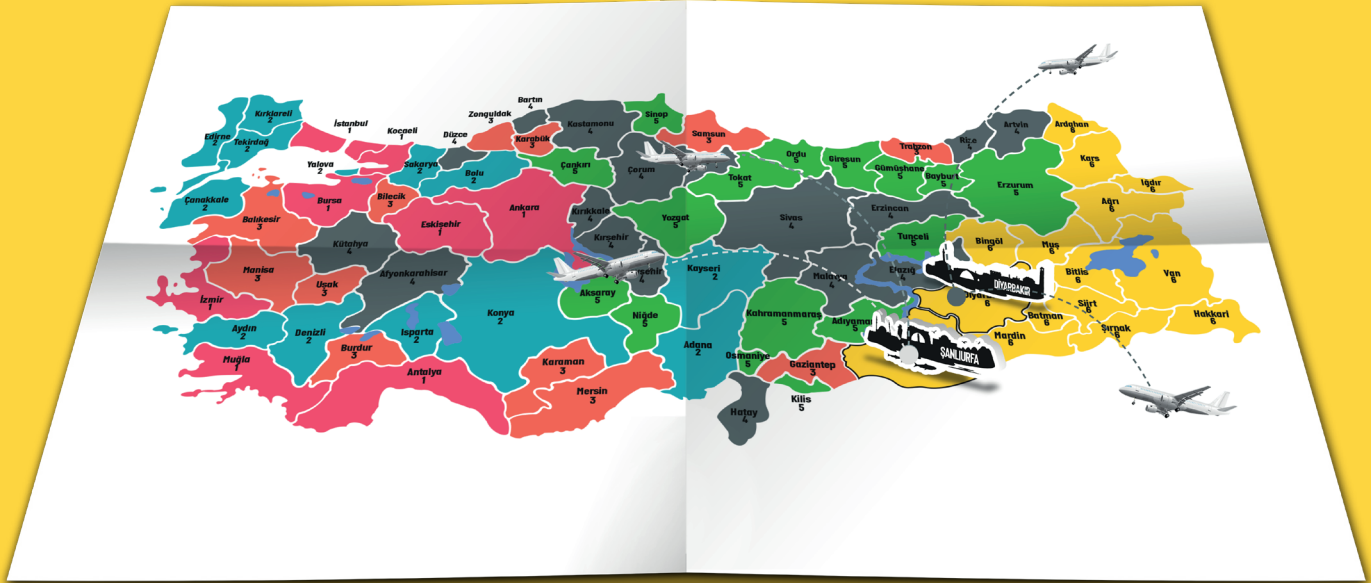 Kırklareli
2
Edirne
2
Tekirdağ
2
İstanbul
1
Kocaeli
1
Yalova
2
Sakarya
2
Düzce
4
Bolu
2
Zonguldak
3
Bartın
4
Karabük
3
Kastamonu
4
Sinop
5
Çankırı
5
Çorum
4
Samsun
3
Tokat
5
Ordu
5
Giresun
5
Trabzon
3
Gümüşhane
5
Bayburt
5
Rize
4
Artvin
4
Ardahan
6
Kars
6
Iğdır
6
Ağrı
6
Erzurum
5
Erzincan
4
Sivas
4
Yozgat
5
Kırıkkale
4
Kırşehir
4
Ankara
1
Eskişehir
1
Bilecik
3
Bursa
1
Çanakkale
2
Balıkesir
3
Kütahya
4
Manisa
3
Uşak
3
Afyonkarahisar
4
İzmir
1
Aydın
2
Denizli
2
Muğla
1
Burdur
3
Isparta
2
Antalya
1
Konya
2
Karaman
3
Mersin
3
Aksaray
5
Niğde
5
4
Kayseri
2
Adana
2
Osmaniye
5
Hatay
4
Kilis
5
Gaziantep
3
Kahramanmaraş
5
Malatya
4
Elazığ
Tunceli
5
Bingöl
6
Muş
6
Bitlis
6
Van
6
Siirt
6
Batman
6
Mardin
6
Şırnak
6
Hakkari
6
DİYARBAKIR
ŞANLIURFA